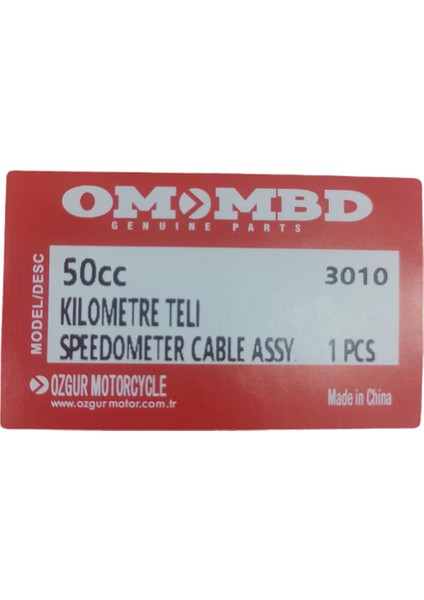 OM MBD
GENUINE PARTS
MODEL/DESC
50cc 3010
KILOMETRE TELI
SPEEDOMETER CABLE ASSY. 1 PCS
OZGUR MOTORCYCLE
www.ozgurmotor.com.tr
Made in China